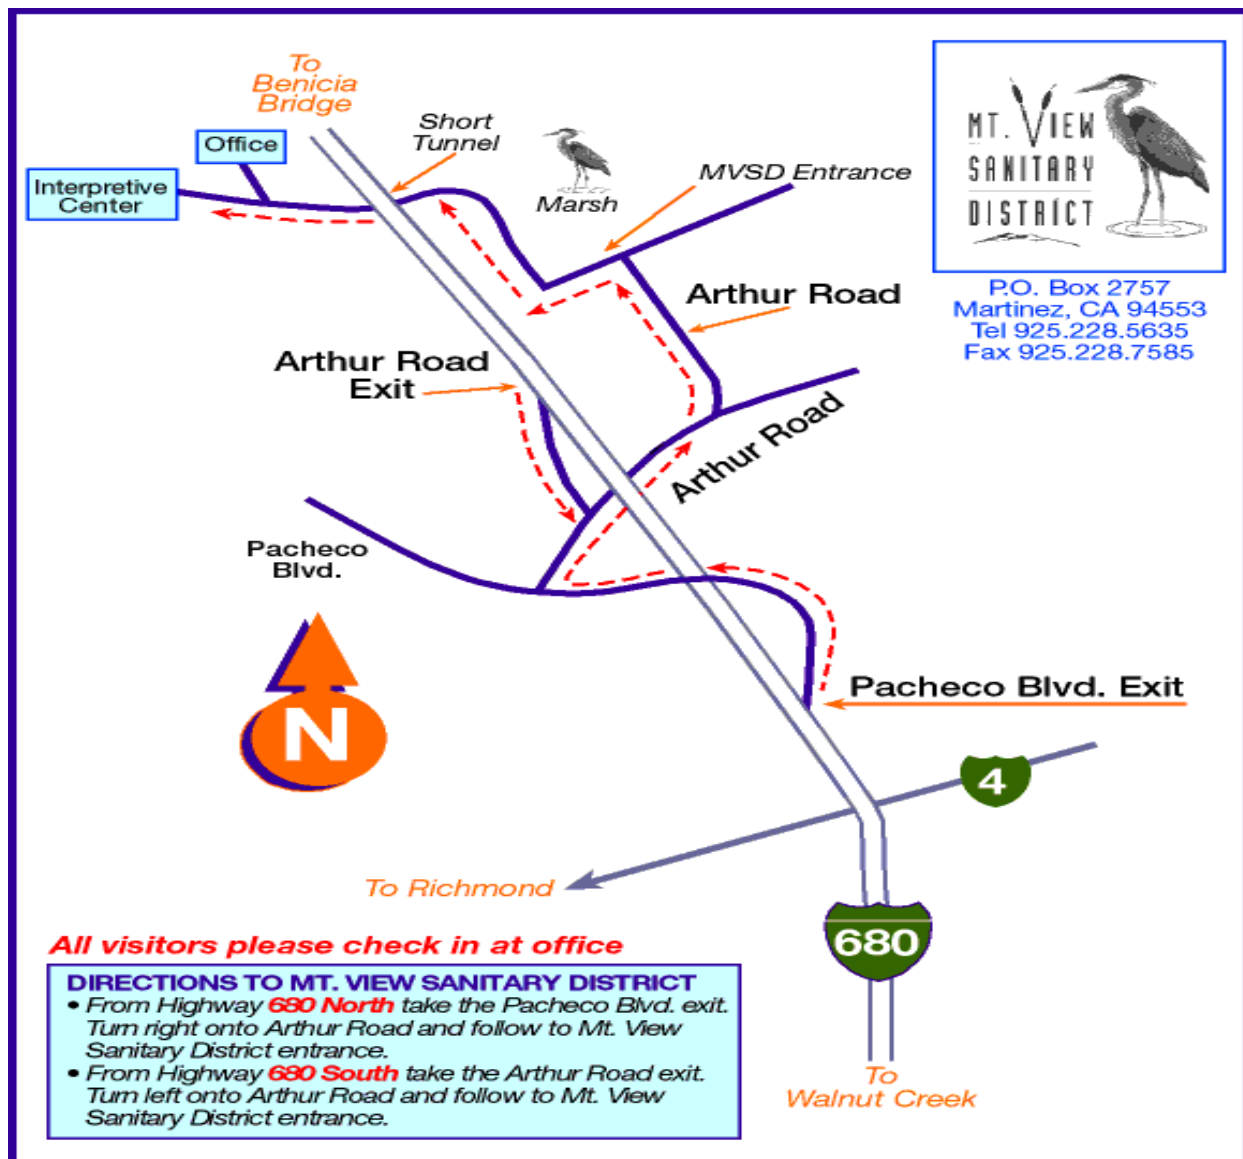 To
Benicia
Bridge
Short
Tunnel
Office
Interpretive
Center
Marsh
MVSD Entrance
MT. VIEW
SANITARY
DISTRICT
P.O. Box 2757
Martinez, CA 94553
Tel 925.228.5635
Fax 925.228.7585
Arthur Road
Arthur Road
Exit
Arthur Road
Pacheco
Blvd.
N
Pacheco Blvd. Exit
4
To Richmond
680
To
Walnut Creek
All visitors please check in at office
DIRECTIONS TO MT. VIEW SANITARY DISTRICT
• From Highway 680 North take the Pacheco Blvd. exit.
Turn right onto Arthur Road and follow to Mt. View
Sanitary District entrance.
• From Highway 680 South take the Arthur Road exit.
Turn left onto Arthur Road and follow to Mt. View
Sanitary District entrance.